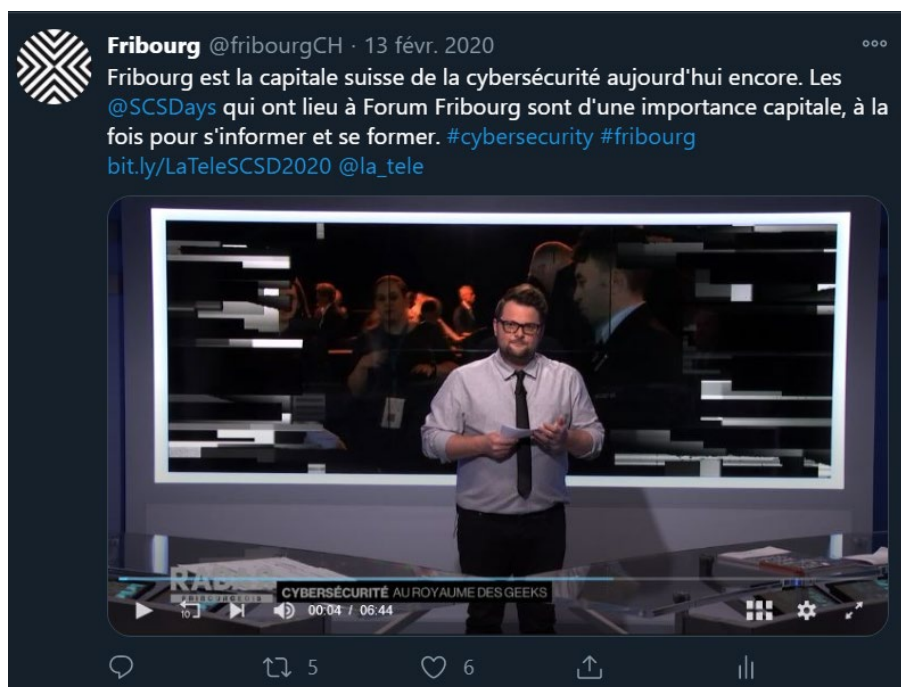 Fribourg @fribourgCH · 13 févr. 2020
Fribourg est la capitale suisse de la cybersécurité aujourd'hui encore. Les
@SCSDays qui ont lieu à Forum Fribourg sont d'une importance capitale, à la
fois pour s'informer et se former. #cybersecurity #fribourg
bit.ly/LaTeleSCSD2020 @la_tele
FRIBOURGEOIS
CYBERSÉCURITÉ AU ROYAUME DES GEEKS
10
00:04 / 06:44
5
6